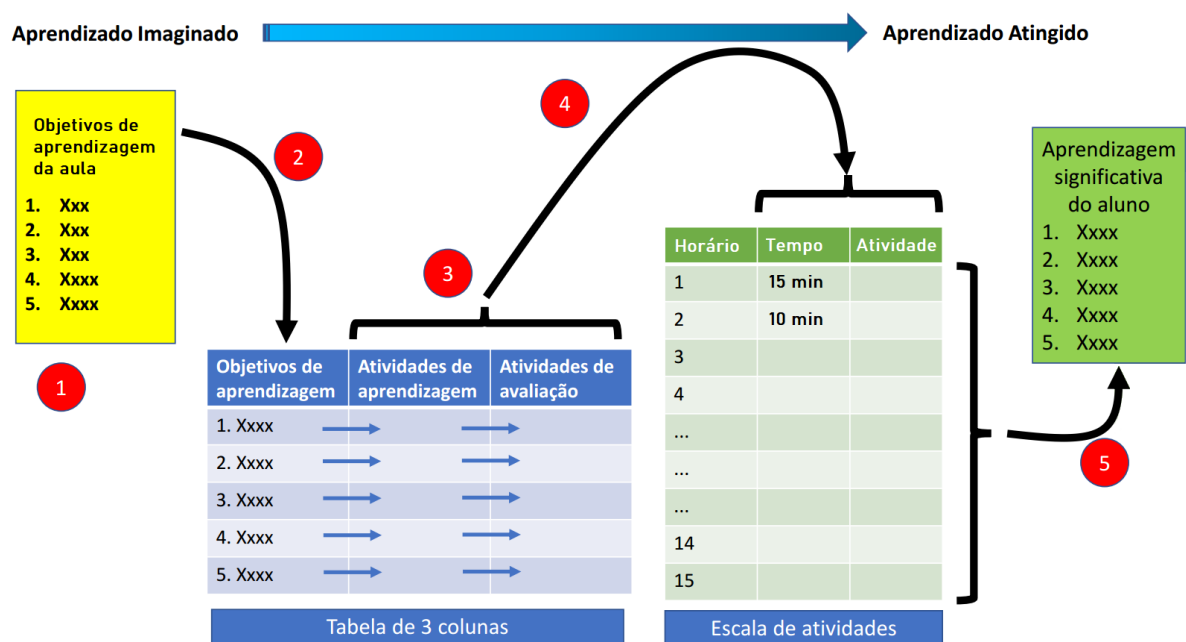 Aprendizado Imaginado
Aprendizado Atingido
Objetivos de
aprendizagem
da aula
1. Xxx
2. Xxx
3. Xxx
4. Xxxx
5. Xxxx
1
2
3
4
Objetivos de aprendizagem Atividades de aprendizagem Atividades de avaliação
1. Xxxx
2. Xxxx
3. Xxxx
4. Xxxx
5. Xxxx
Tabela de 3 colunas
Horário Tempo Atividade
1 15 min
2 10 min
3
4
...
...
...
14
15
Escala de atividades
Aprendizagem
significativa
do aluno
1. Xxxx
2. Xxxx
3. Xxxx
4. Xxxx
5. Xxxx
5